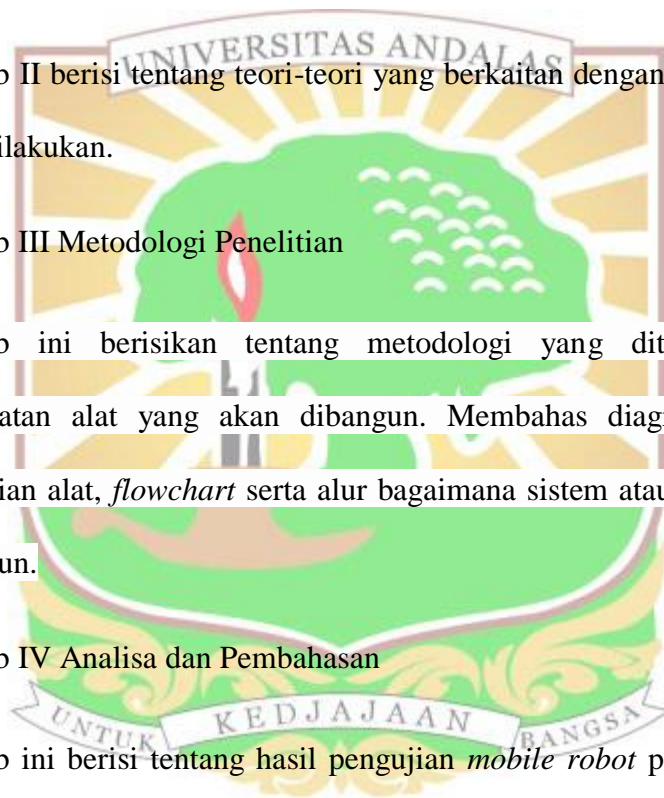 UNIVERSITAS ANDALAS
b II berisi tentang teori-teori yang berkaitan dengan
ilakukan.
b III Metodologi Penelitian
b ini berisikan tentang metodologi yang dit
atan alat yang akan dibangun. Membahas diag
ian alat, flowchart serta alur bagaimana sistem atau
un.
b IV Analisa dan Pembahasan
UNTUK KEDJAJAAN BANGSA
b ini berisi tentang hasil pengujian mobile robot p